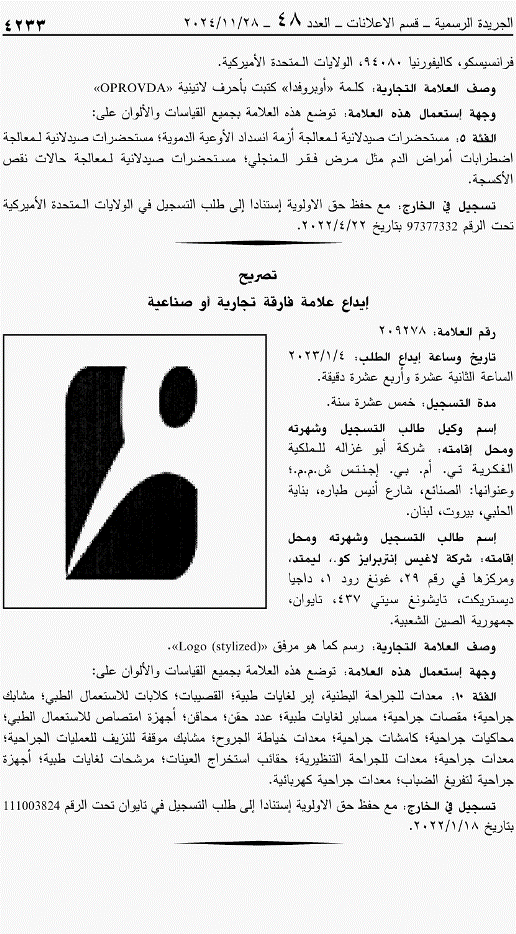 الجريدة الرسمية ــ قسم الاعلانات ــ العدد ٤٨ ــ ٢٠٢٤/١١/٢٨
٤٢٣٣
فرانسيسكو، كاليفورنيا ٩٤٠٨٠، الولايات المتحدة الأميركية.
وصف العلامة التجارية: كلمة «أوبروفدا» كتبت بأحرف لاتينية «OPROVDA»
وجهة إستعمال هذه العلامة: توضع هذه العلامة بجميع القياسات والألوان على:
الفئة ٥: مستحضرات صيدلانية لمعالجة أزمة انسداد الأوعية الدموية؛ مستحضرات صيدلانية لمعالجة
اضطرابات أمراض الدم مثل مرض فقر المنجلي؛ مستحضرات صيدلانية لمعالجة حالات نقص
الأكسجة.
تسجيل في الخارج: مع حفظ حق الاولوية إستنادا إلى طلب التسجيل في الولايات المتحدة الأميركية
تحت الرقم 97377332 بتاريخ ٢٠٢٢/٤/٢٢.
تصريح
إيداع علامة فارقة تجارية أو صناعية
رقم العلامة: ٢٠٩٢٧٨
تاريخ وساعة إيداع الطلب: ٢٠٢٣/١/٤
الساعة الثانية عشرة وأربع عشرة دقيقة.
مدة التسجيل: خمس عشرة سنة.
إسم وكيل طالب التسجيل وشهرته
ومحل إقامته: شركة أبو غزاله للملكية
الفكرية تي. أم. بي. إجنتس ش.م.م.؛
وعنوانها: الصنائع، شارع أنيس طباره، بناية
الحلبي، بيروت، لبنان.
إسم طالب التسجيل وشهرته ومحل
إقامته: شركة لاغيس إنتربرايز كو.، ليمتد،
ومركزها في رقم ٢٩، غونغ رود ١، داجيا
ديستريكت، تايشونغ سيتي ٤٣٧، تايوان،
جمهورية الصين الشعبية.
وصف العلامة التجارية: رسم كما هو مرفق «Logo (stylized)».
وجهة إستعمال هذه العلامة: توضع هذه العلامة بجميع القياسات والألوان على:
الفئة ١٠: معدات للجراحة البطنية، إبر لغايات طبية؛ القصيبات؛ كلابات للاستعمال الطبي؛ مشابك
جراحية؛ مقصات جراحية؛ مسابر لغايات طبية؛ عدد حقن؛ محاقن؛ أجهزة امتصاص للاستعمال الطبي؛
محاكيات جراحية؛ كامشات جراحية؛ معدات خياطة الجروح؛ مشابك موقفة للنزيف للعمليات الجراحية؛
معدات جراحية؛ معدات للجراحة التنظيرية؛ حقائب استخراج العينات؛ مرشحات لغايات طبية؛ أجهزة
جراحية لتفريغ الضباب؛ معدات جراحية كهربائية.
تسجيل في الخارج: مع حفظ حق الاولوية إستنادا إلى طلب التسجيل في تايوان تحت الرقم 111003824
بتاريخ ٢٠٢٢/١/١٨.